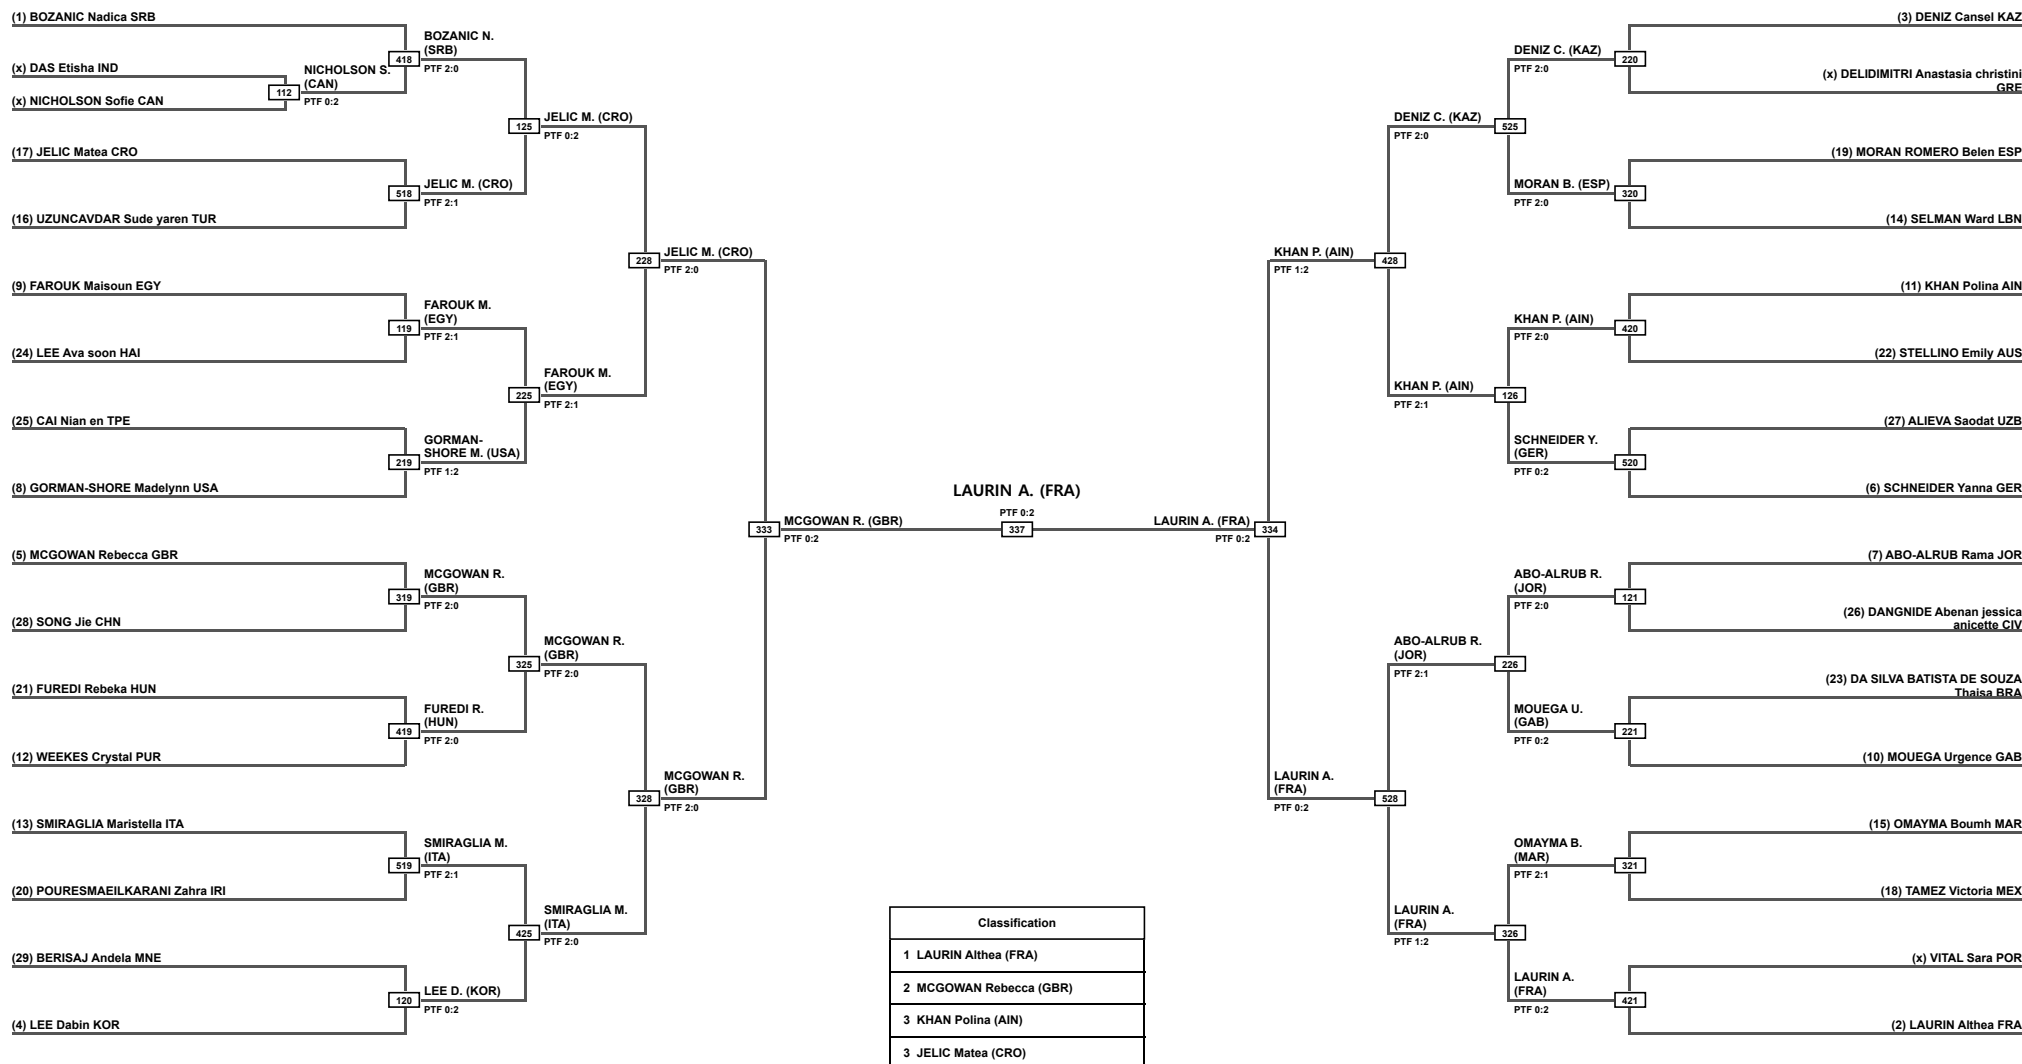 (1) BOZANIC Nadica SRB
(x) DAS Etisha IND
(x) NICHOLSON Sofie CAN
(17) JELIC Matea CRO
(16) UZUNCAVDAR Sude yaren TUR
(9) FAROUK Maisoun EGY
(24) LEE Ava soon HAI
(25) CAI Nian en TPE
(8) GORMAN-SHORE Madelynn USA
(5) MCGOWAN Rebecca GBR
(28) SONG Jie CHN
(21) FUREDI Rebeka HUN
(12) WEEKES Crystal PUR
(13) SMIRAGLIA Maristella ITA
(20) POURESMAEILKARANI Zahra IRI
(29) BERISAJ Andela MNE
(4) LEE Dabin KOR
112
NICHOLSON S.
(CAN)
PTF 0:2
418
BOZANIC N.
(SRB)
PTF 2:0
518
JELIC M. (CRO)
PTF 2:1
119
FAROUK M.
(EGY)
PTF 2:1
219
GORMAN-
SHORE M. (USA)
PTF 1:2
319
MCGOWAN R.
(GBR)
PTF 2:0
419
FUREDI R.
(HUN)
PTF 2:0
519
SMIRAGLIA M.
(ITA)
PTF 2:1
120
LEE D. (KOR)
PTF 0:2
125
JELIC M. (CRO)
PTF 0:2
225
FAROUK M.
(EGY)
PTF 2:1
325
MCGOWAN R.
(GBR)
PTF 2:0
425
SMIRAGLIA M.
(ITA)
PTF 2:0
228
JELIC M. (CRO)
PTF 2:0
328
MCGOWAN R.
(GBR)
PTF 2:0
333
MCGOWAN R. (GBR)
PTF 0:2
LAURIN A. (FRA)
PTF 0:2
337
LAURIN A. (FRA)
PTF 0:2
334
KHAN P. (AIN)
PTF 1:2
428
LAURIN A.
(FRA)
PTF 0:2
528
DENIZ C. (KAZ)
PTF 2:0
525
KHAN P. (AIN)
PTF 2:1
126
ABO-ALRUB R.
(JOR)
PTF 2:1
226
LAURIN A.
(FRA)
PTF 1:2
326
DENIZ C. (KAZ)
PTF 2:0
220
MORAN B. (ESP)
PTF 2:0
320
KHAN P. (AIN)
PTF 2:0
420
SCHNEIDER Y.
(GER)
PTF 0:2
520
ABO-ALRUB R.
(JOR)
PTF 2:0
121
MOUEGA U.
(GAB)
PTF 0:2
221
OMAYMA B.
(MAR)
PTF 2:1
321
LAURIN A.
(FRA)
PTF 0:2
421
(3) DENIZ Cansel KAZ
(x) DELIDIMITRI Anastasia christini
GRE
(19) MORAN ROMERO Belen ESP
(14) SELMAN Ward LBN
(11) KHAN Polina AIN
(22) STELLINO Emily AUS
(27) ALIEVA Saodat UZB
(6) SCHNEIDER Yanna GER
(7) ABO-ALRUB Rama JOR
(26) DANGNIDE Abenan jessica
anicette CIV
(23) DA SILVA BATISTA DE SOUZA
Thaisa BRA
(10) MOUEGA Urgence GAB
(15) OMAYMA Boumh MAR
(18) TAMEZ Victoria MEX
(x) VITAL Sara POR
(2) LAURIN Althea FRA
Classification
1 LAURIN Althea (FRA)
2 MCGOWAN Rebecca (GBR)
3 KHAN Polina (AIN)
3 JELIC Matea (CRO)